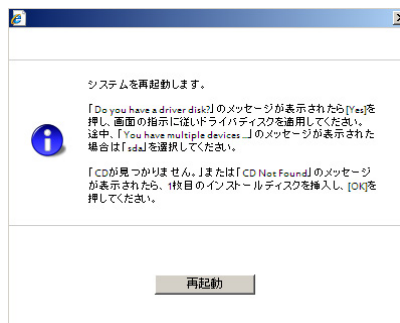 システムを再起動します。
「Do you have a driver disk?」のメッセージが表示されたら[Yes]を
押し、画面の指示に従いドライバディスクを適用してください。
途中、「You have multiple devices ...」のメッセージが表示された
場合は「sda」を選択してください。
「CDが見つかりません。」または「CD Not Found」のメッセージ
が表示されたら、1枚目のインストールディスクを挿入し、[OK]を
押してください。
再起動